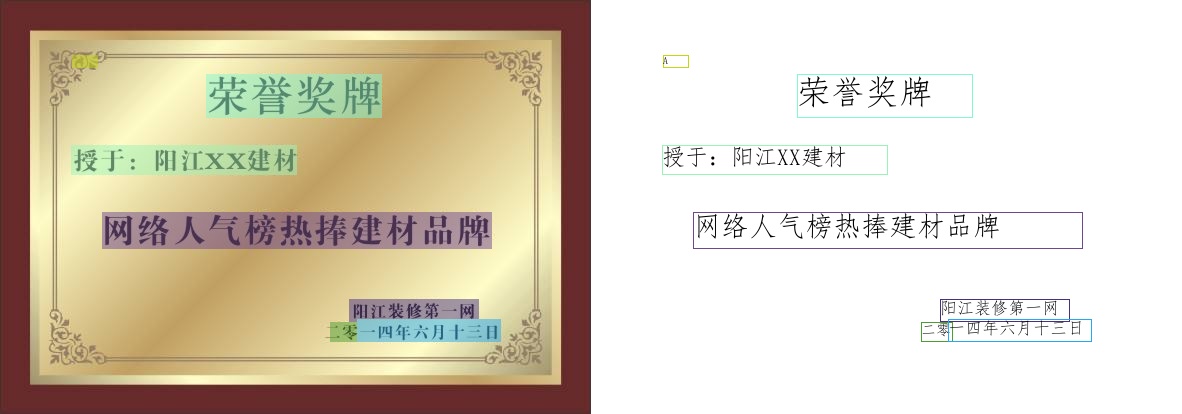 荣誉奖牌
授于：阳江XX建材
网络人气榜热捧建材品牌
阳江装修第一网
二零一四年六月十三日
A
荣誉奖牌
授于：阳江XX建材
网络人气榜热捧建材品牌
阳江装修第一网
二零一四年六月十三日